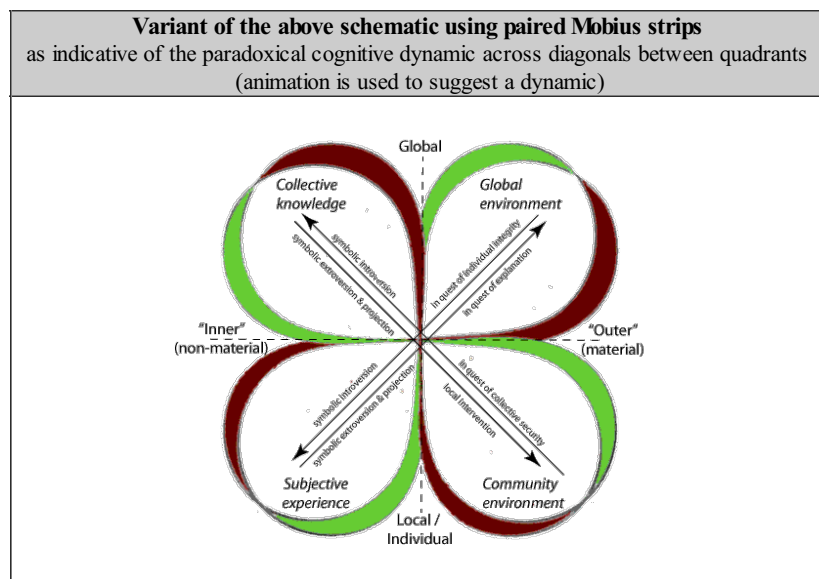 Variant of the above schematic using paired Mobius strips
as indicative of the paradoxical cognitive dynamic across diagonals between quadrants
(animation is used to suggest a dynamic)
Global
Collective
knowledge
Global
environment
symbolic introversion
symbolic extroversion & projection
in quest of individual integrity
in quest of explanation
"Inner"
(non-material)
"Outer"
(material)
symbolic introversion
symbolic extroversion & projection
in quest of collective security
local intervention
Subjective
experience
Community
environment
Local /
Individual